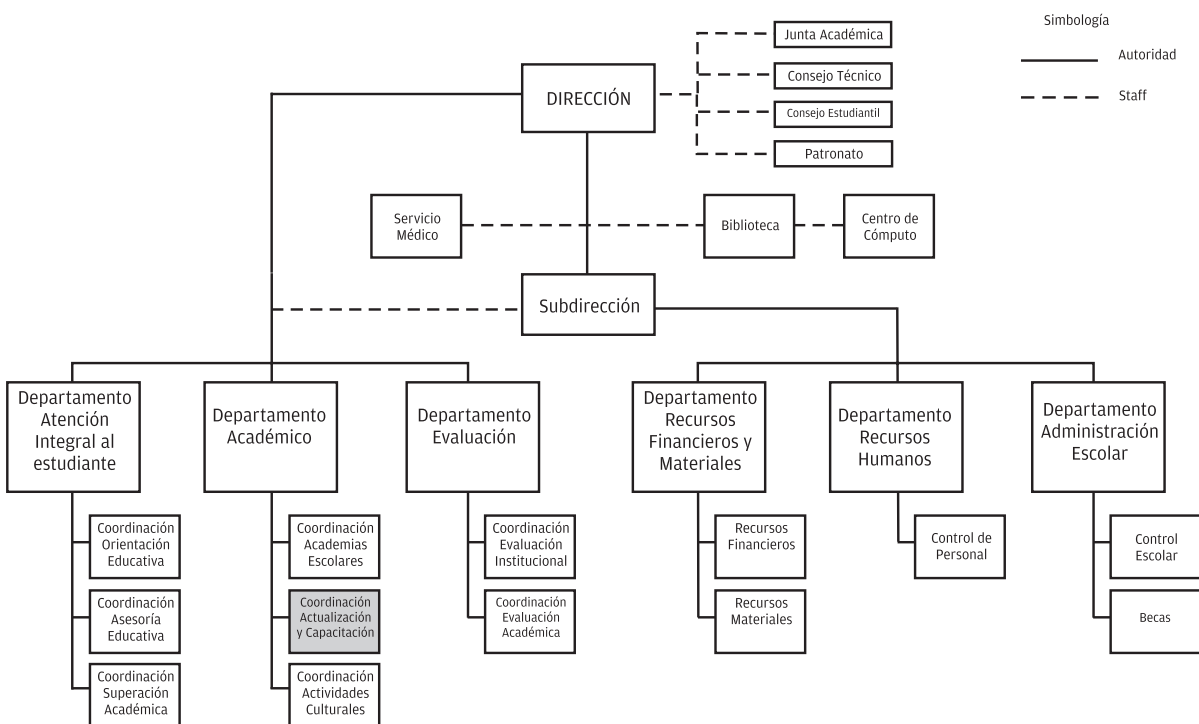 Simbología
Autoridad
Staff
DIRECCIÓN
Junta Académica
Consejo Técnico
Consejo Estudiantil
Patronato
Servicio
Médico
Biblioteca
Centro de
Cómputo
Subdirección
Departamento
Atención
Integral al
estudiante
Departamento
Académico
Departamento
Evaluación
Departamento
Recursos
Financieros y
Materiales
Departamento
Recursos
Humanos
Departamento
Administración
Escolar
Coordinación
Orientación
Educativa
Coordinación
Asesoría
Educativa
Coordinación
Superación
Académica
Coordinación
Academias
Escolares
Coordinación
Actualización
y Capacitación
Coordinación
Actividades
Culturales
Coordinación
Evaluación
Institucional
Coordinación
Evaluación
Académica
Recursos
Financieros
Recursos
Materiales
Control de
Personal
Control
Escolar
Becas